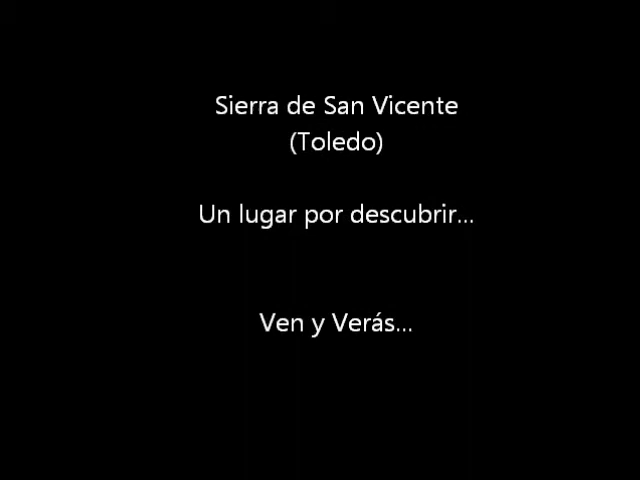 Sierra de San Vicente
(Toledo)
Un lugar por descubrir...
Ven y Verás...